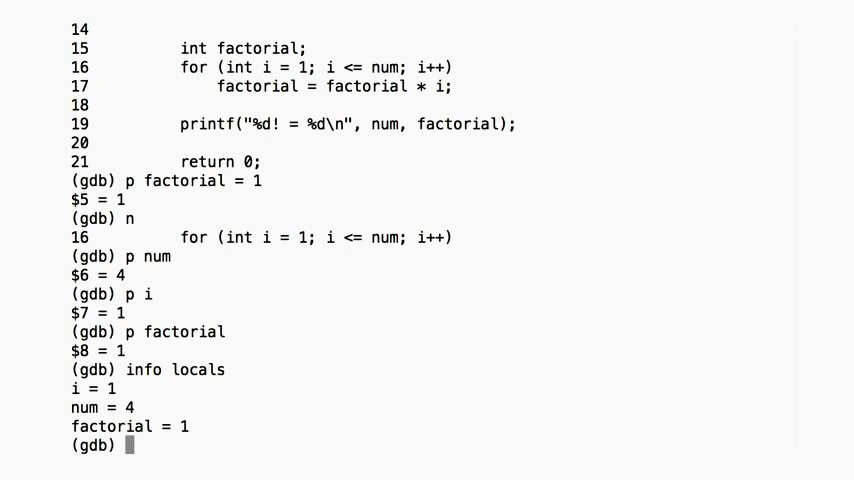 14
15          int factorial;
16          for (int i = 1; i <= num; i++)
17              factorial = factorial * i;
18
19          printf("%d! = %d\n", num, factorial);
20
21          return 0;
(gdb) p factorial = 1
$5 = 1
(gdb) n
16          for (int i = 1; i <= num; i++)
(gdb) p num
$6 = 4
(gdb) p i
$7 = 1
(gdb) p factorial
$8 = 1
(gdb) info locals
i = 1
num = 4
factorial = 1
(gdb)